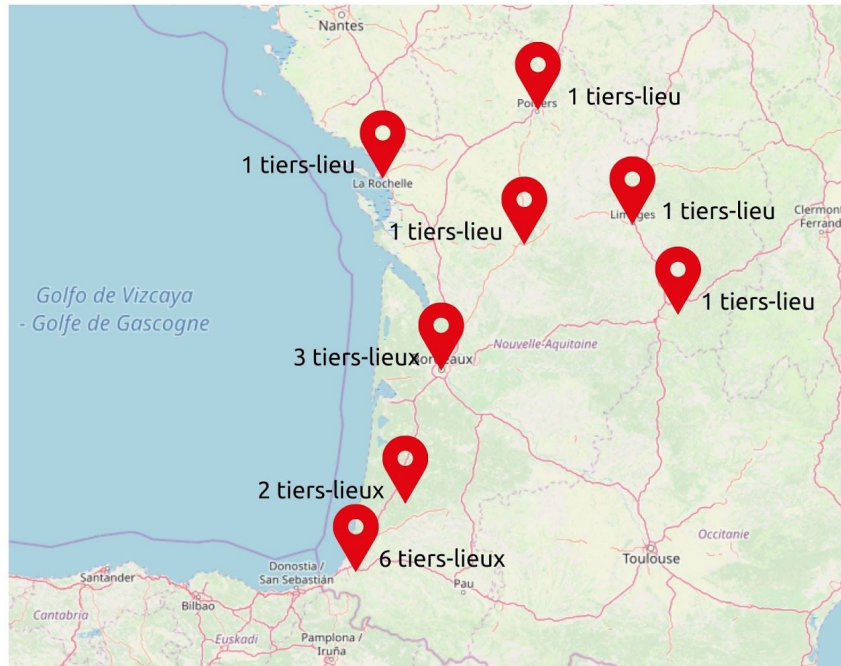 Nantes
1 tiers-lieu
1 tiers-lieu
La Rochelle
1 tiers-lieu
1 tiers-lieu
Clermont
Ferrand
Golfo de Vizcaya
- Golfe de Gascogne
1 tiers-lieu
Nouvelle-Aquitaine
3 tiers-lieux
2 tiers-lieux
Occitanie
6 tiers-lieux
Toulouse
Santander
Donostia /
San Sebastián
Pau
Bilbao
Cantabria
Euskadi
Pamplona /
Iruña